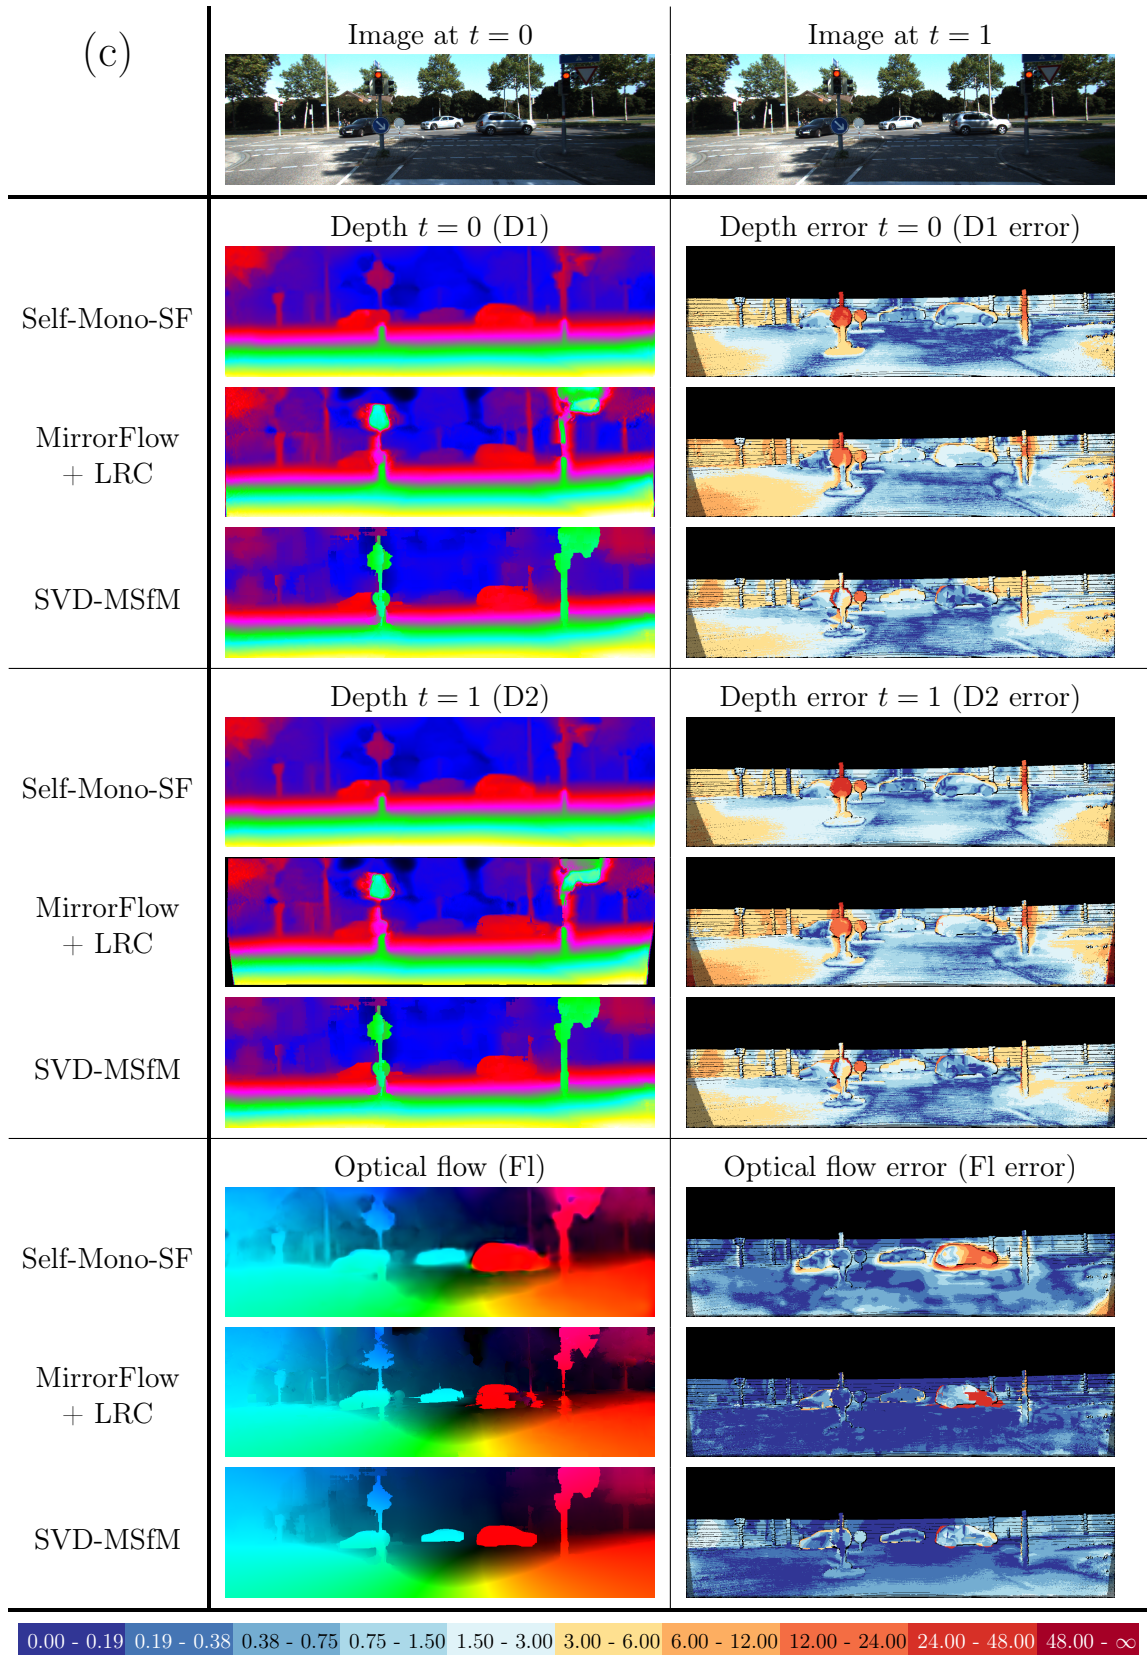 (c)
Image at t = 0
Image at t = 1
Depth t = 0 (D1)
Depth error t = 0 (D1 error)
Self-Mono-SF
MirrorFlow
+ LRC
SVD-MSfM
Depth t = 1 (D2)
Depth error t = 1 (D2 error)
Self-Mono-SF
MirrorFlow
+ LRC
SVD-MSfM
Optical flow (Fl)
Optical flow error (Fl error)
Self-Mono-SF
MirrorFlow
+ LRC
SVD-MSfM
0.00 - 0.19 0.19 - 0.38 0.38 - 0.75 0.75 - 1.50 1.50 - 3.00 3.00 - 6.00 6.00 - 12.00 12.00 - 24.00 24.00 - 48.00 48.00 - ∞